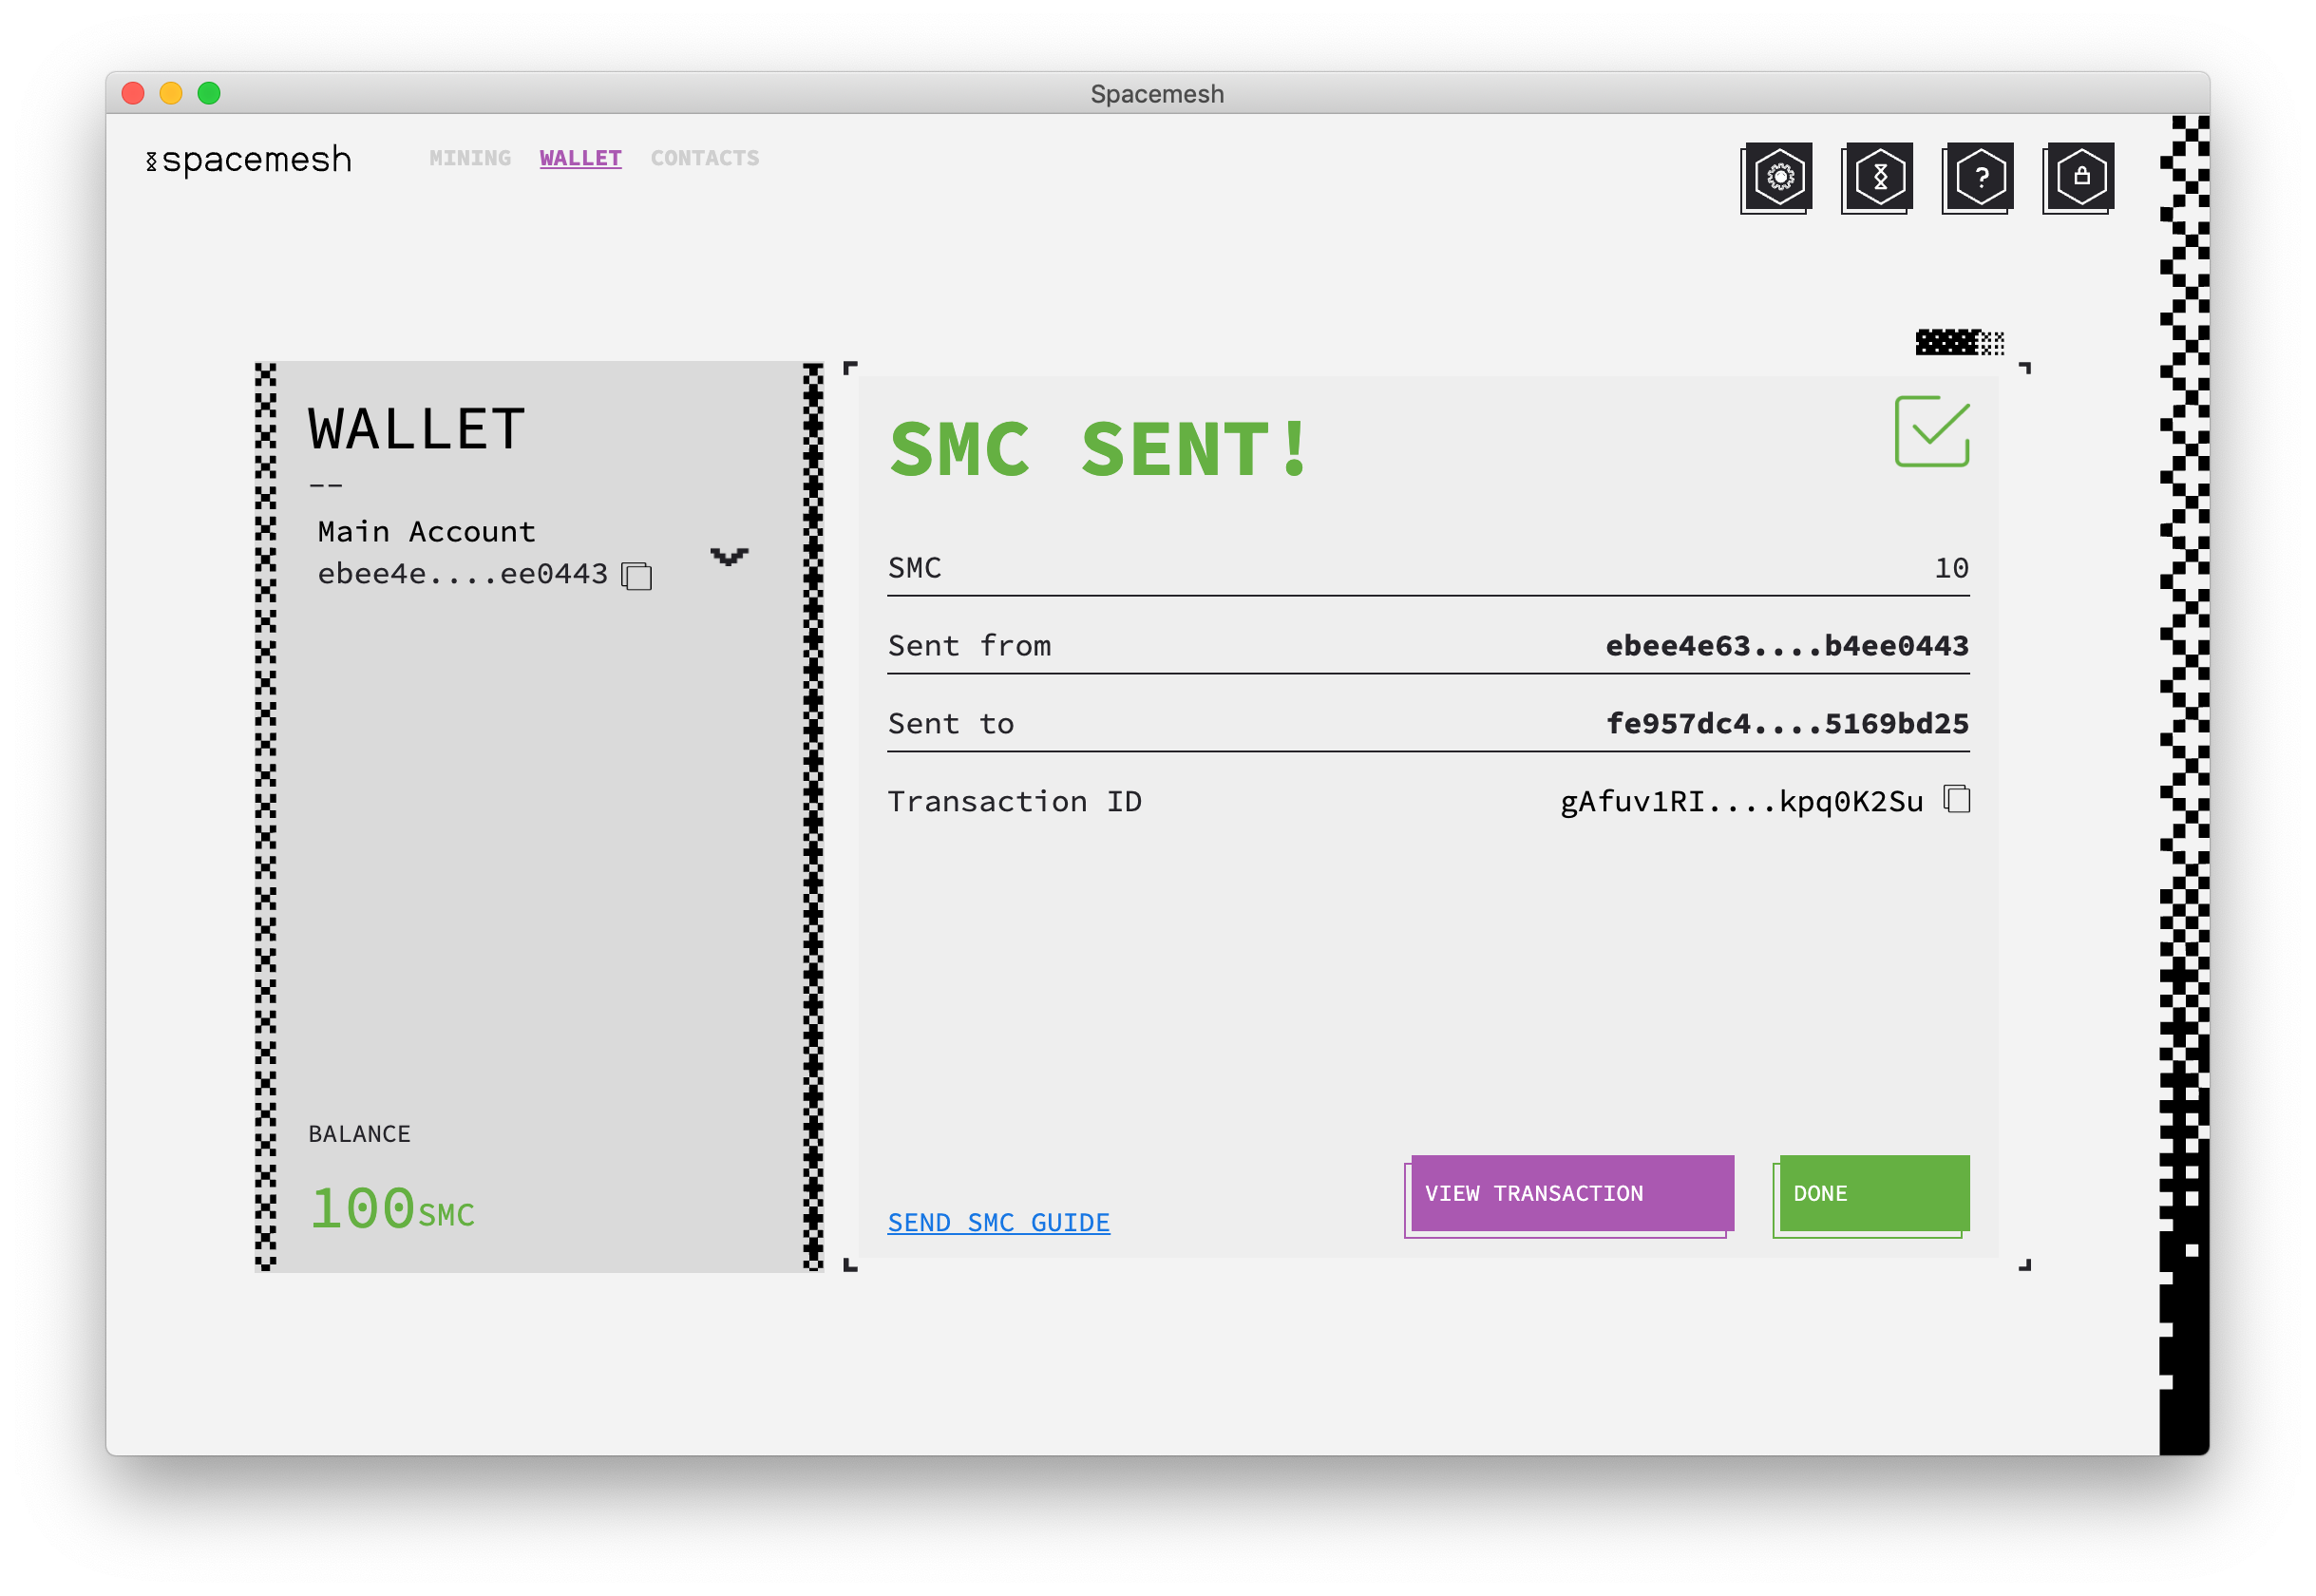 Spacemesh
spacemesh
MINING WALLET CONTACTS
?
WALLET
--
Main Account
ebee4e....ee0443
BALANCE
100SMC
SMC SENT!
SMC 10
Sent from ebee4e63....b4ee0443
Sent to fe957dc4....5169bd25
Transaction ID gAfuv1RI....kpq0K2Su
SEND SMC GUIDE
VIEW TRANSACTION
DONE